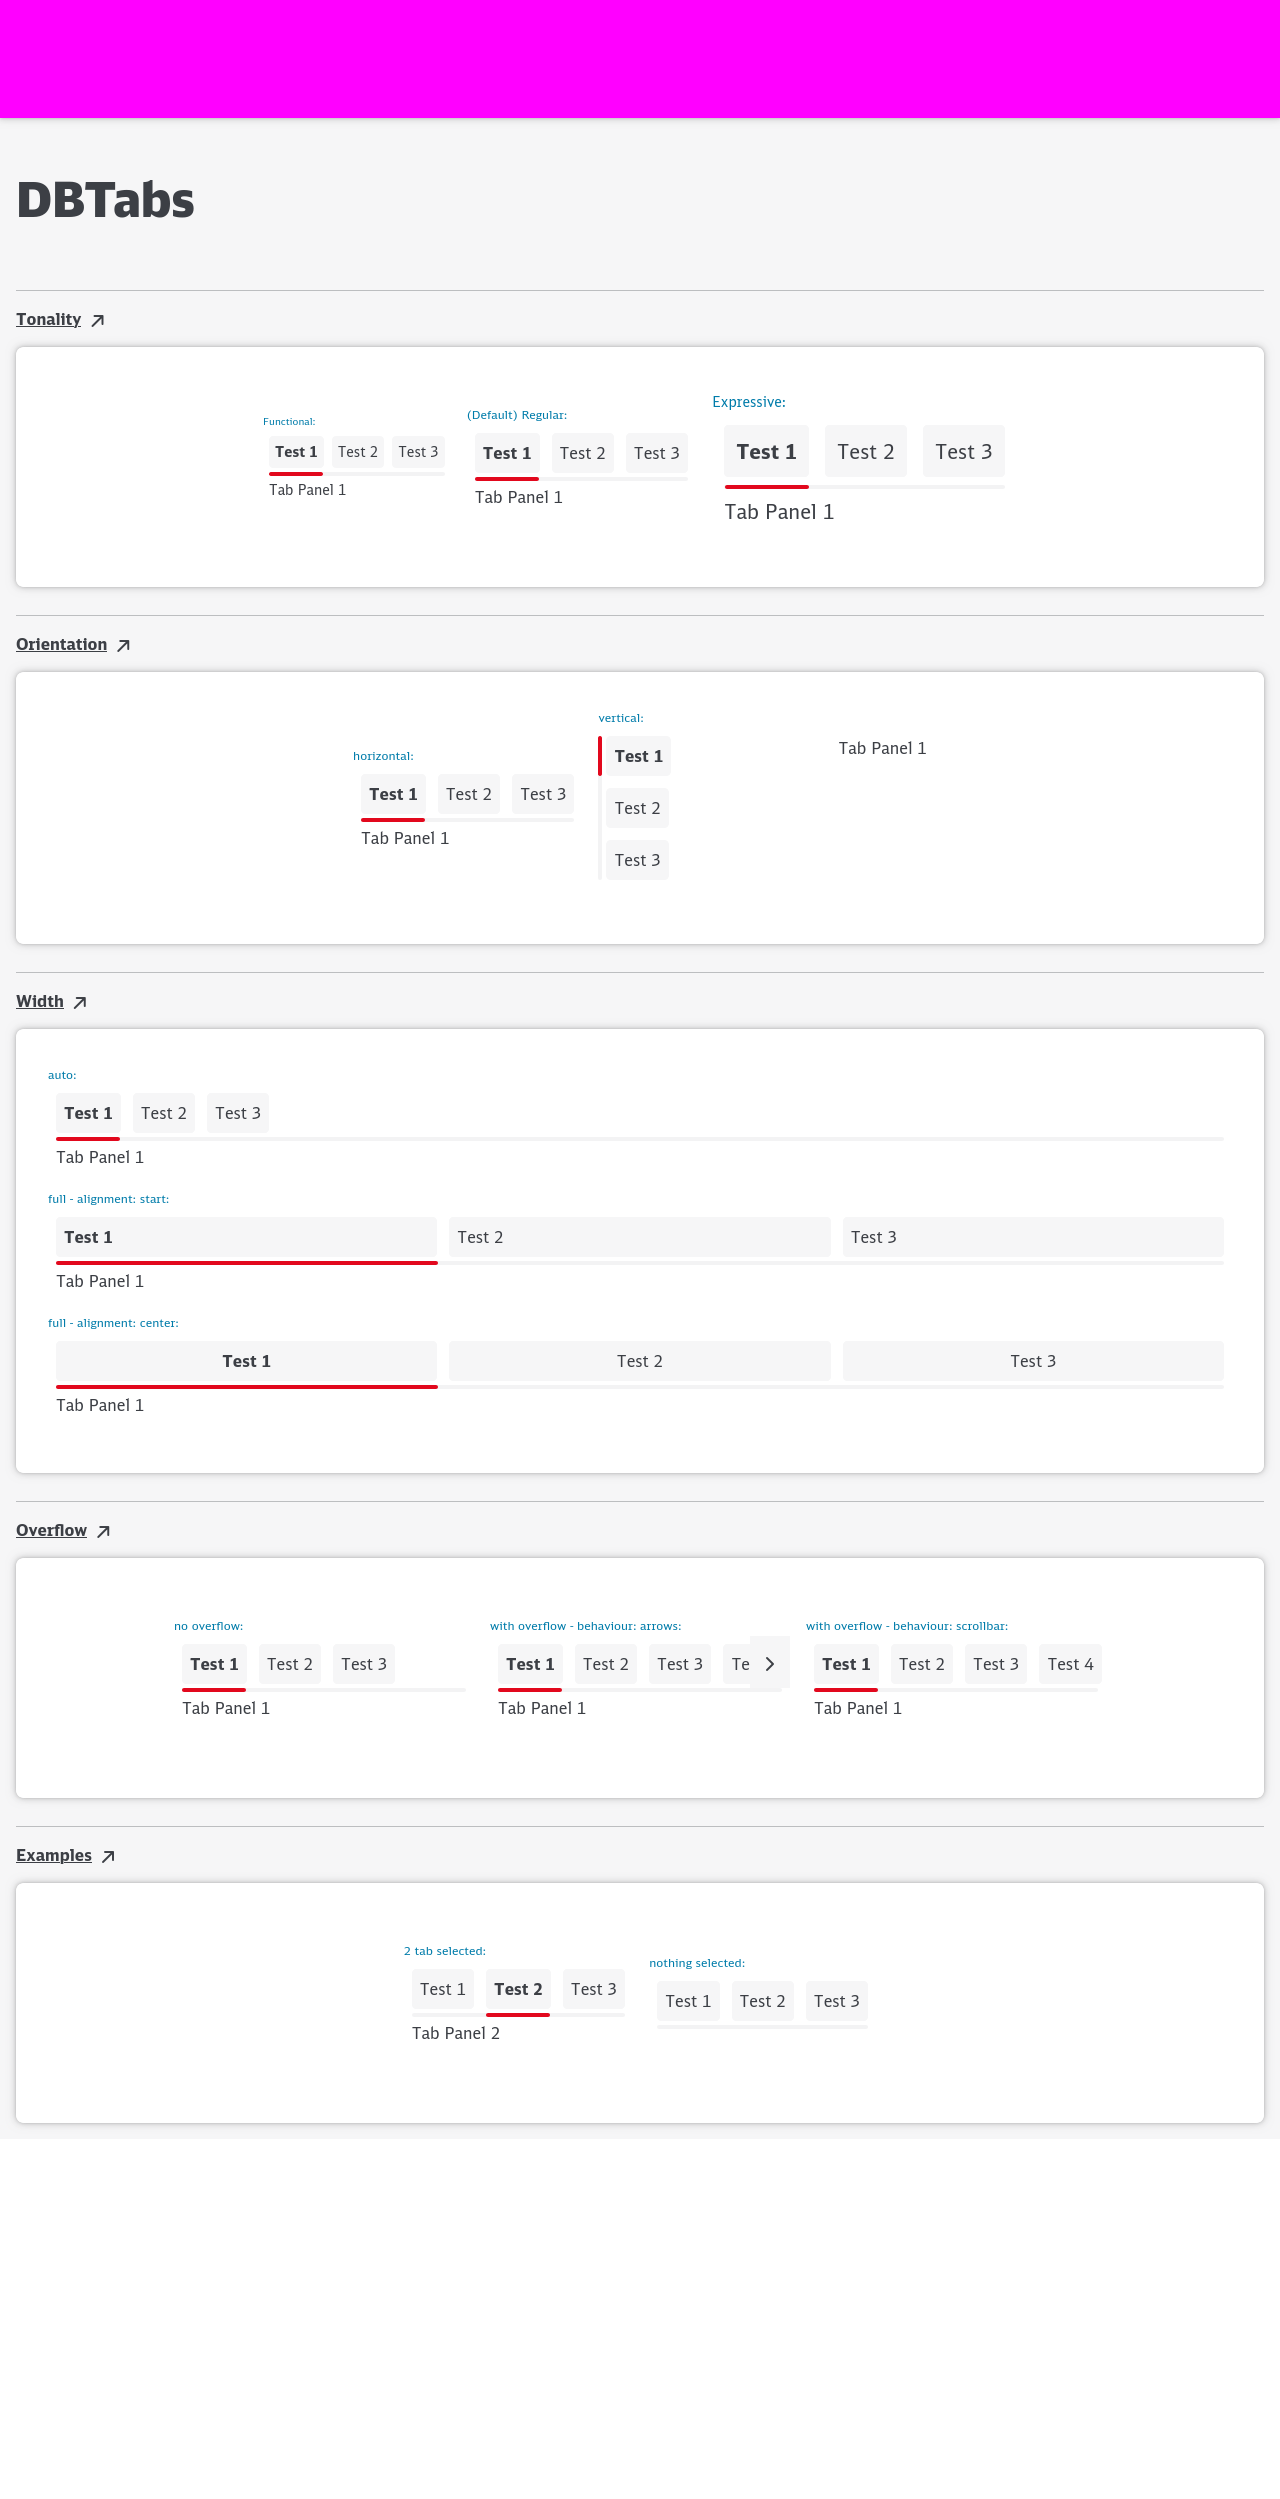 DBTabs
Tonality
Functional:
Test 1 Test 2 Test 3
Tab Panel 1
(Default) Regular:
Test 1 Test 2 Test 3
Tab Panel 1
Expressive:
Test 1 Test 2 Test 3
Tab Panel 1
Orientation
horizontal:
Test 1 Test 2 Test 3
Tab Panel 1
vertical:
Test 1
Test 2
Test 3
Tab Panel 1
Width
auto:
Test 1 Test 2 Test 3
Tab Panel 1
full - alignment: start:
Test 1 Test 2 Test 3
Tab Panel 1
full - alignment: center:
Test 1 Test 2 Test 3
Tab Panel 1
Overflow
no overflow:
Test 1 Test 2 Test 3
Tab Panel 1
with overflow - behaviour: arrows:
Test 1 Test 2 Test 3 Te
Tab Panel 1
with overflow - behaviour: scrollbar:
Test 1 Test 2 Test 3 Test 4
Tab Panel 1
Examples
2 tab selected:
Test 1 Test 2 Test 3
Tab Panel 2
nothing selected:
Test 1 Test 2 Test 3